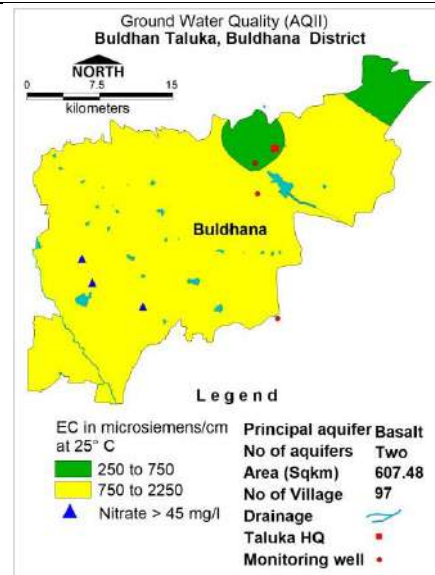 Ground Water Quality (AQII)
Buldhan Taluka, Buldhana District
NORTH
0 7.5 15
kilometers
Buldhana
Legend
EC in microsiemens/cm
at 25° C
250 to 750
750 to 2250
Nitrate > 45 mg/l
Principal aquifer Basalt
No of aquifers Two
Area (Sqkm) 607.48
No of Village 97
Drainage
Taluka HQ
Monitoring well